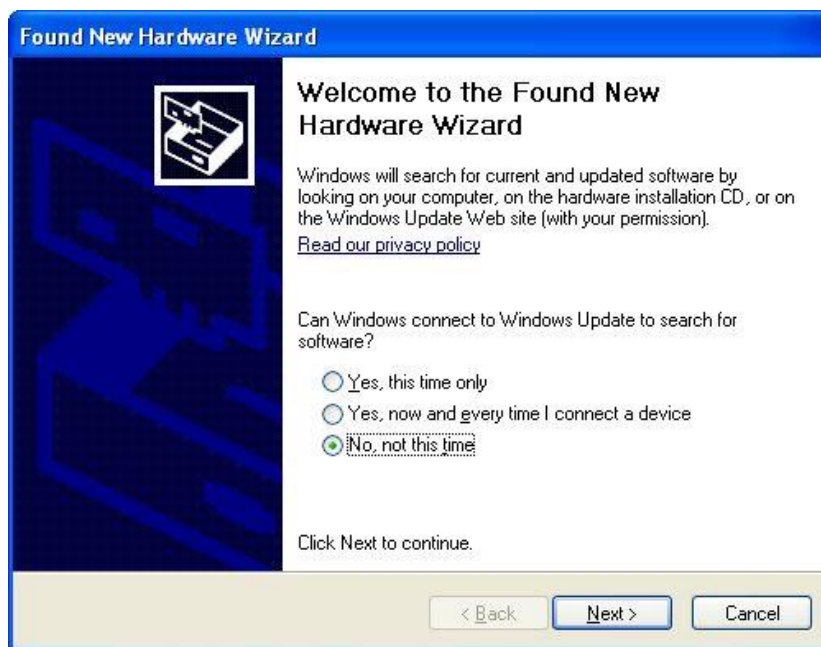 Found New Hardware Wizard
Welcome to the Found New
Hardware Wizard
Windows will search for current and updated software by
looking on your computer, on the hardware installation CD, or on
the Windows Update Web site (with your permission).
Read our privacy policy
Can Windows connect to Windows Update to search for
software?
Yes, this time only
Yes, now and every time I connect a device
No, not this time
Click Next to continue.
< Back Next > Cancel